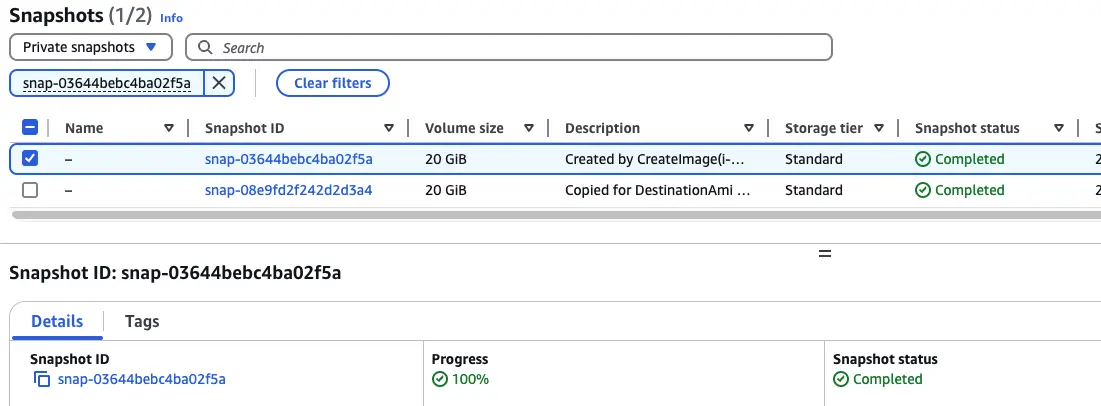 Snapshots (1/2) Info
Private snapshots Search
snap-03644bebc4ba02f5a Clear filters
Name Snapshot ID Volume size Description Storage tier Snapshot status S
– snap-03644bebc4ba02f5a 20 GiB Created by CreateImage(i-... Standard Completed 2
– snap-08e9fd2f242d2d3a4 20 GiB Copied for DestinationAmi ... Standard Completed 2
Snapshot ID: snap-03644bebc4ba02f5a
Details Tags
Snapshot ID Progress Snapshot status
snap-03644bebc4ba02f5a 100% Completed